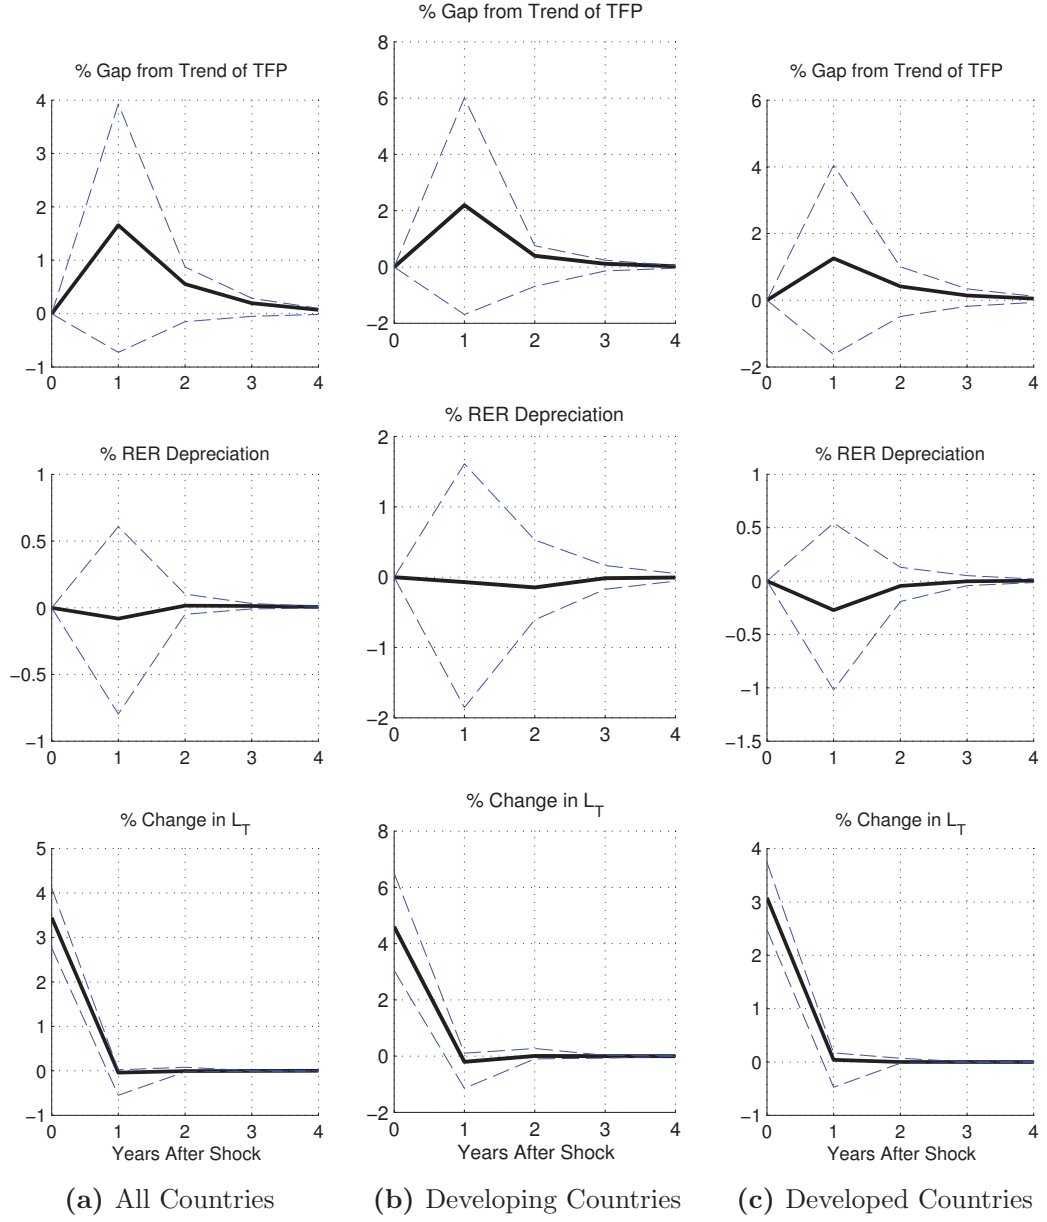 % Gap from Trend of TFP
4
3
2
1
0
−1
0 1 2 3 4
% RER Depreciation
1
0.5
0
−0.5
−1
0 1 2 3 4
% Change in L_T
5
4
3
2
1
0
−1
0 1 2 3 4
Years After Shock
(a) All Countries
% Gap from Trend of TFP
8
6
4
2
0
−2
0 1 2 3 4
% RER Depreciation
2
1
0
−1
−2
0 1 2 3 4
% Change in L_T
8
6
4
2
0
−2
0 1 2 3 4
Years After Shock
(b) Developing Countries
% Gap from Trend of TFP
6
4
2
0
−2
0 1 2 3 4
% RER Depreciation
1
0.5
0
−0.5
−1
−1.5
0 1 2 3 4
% Change in L_T
4
3
2
1
0
−1
0 1 2 3 4
Years After Shock
(c) Developed Countries